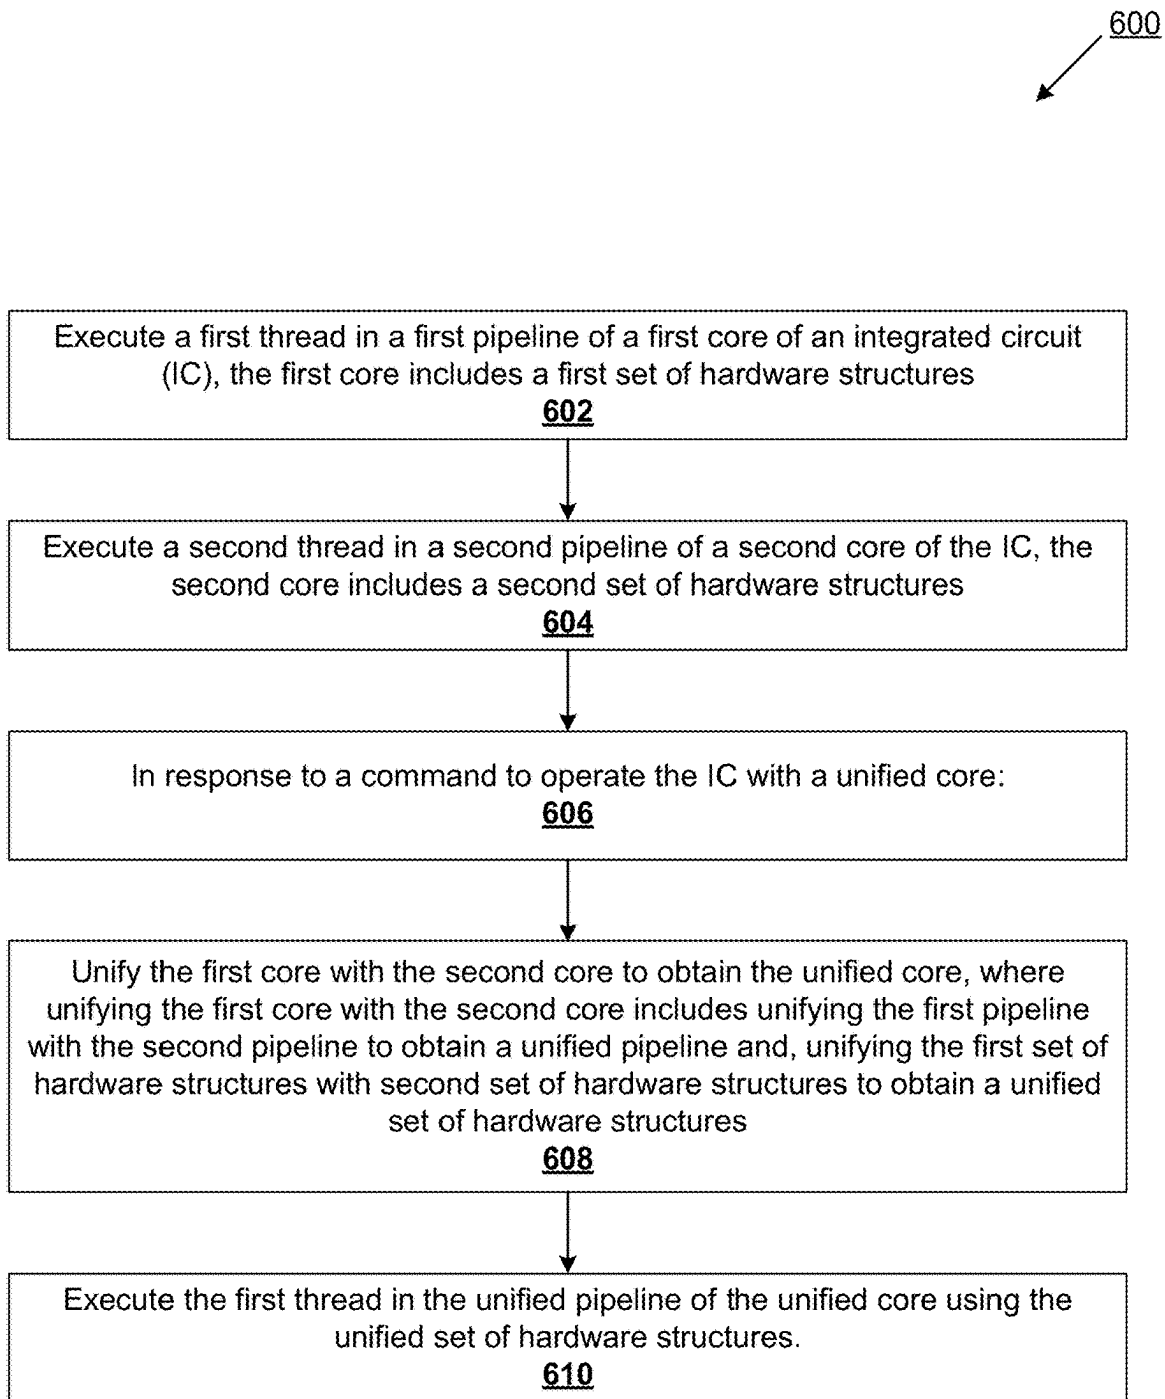 600
Execute a first thread in a first pipeline of a first core of an integrated circuit
(IC), the first core includes a first set of hardware structures
602
Execute a second thread in a second pipeline of a second core of the IC, the
second core includes a second set of hardware structures
604
In response to a command to operate the IC with a unified core:
606
Unify the first core with the second core to obtain the unified core, where
unifying the first core with the second core includes unifying the first pipeline
with the second pipeline to obtain a unified pipeline and, unifying the first set of
hardware structures with second set of hardware structures to obtain a unified
set of hardware structures
608
Execute the first thread in the unified pipeline of the unified core using the
unified set of hardware structures.
610